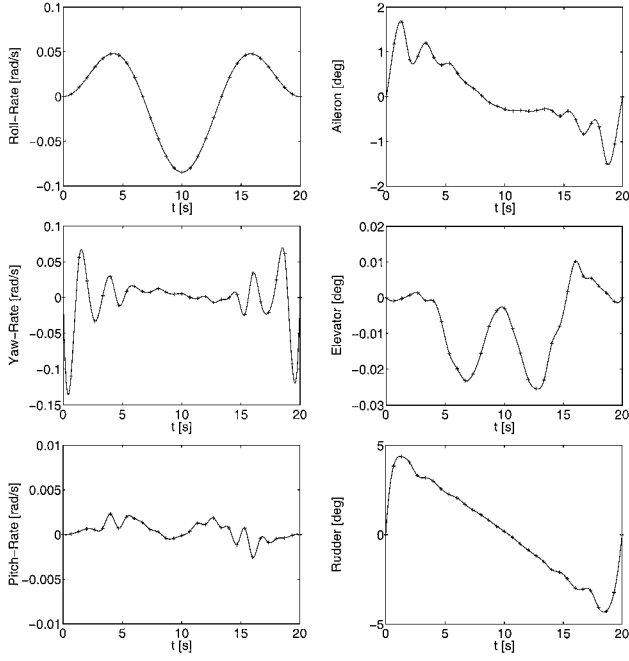 0.1
0.05
0
−0.05
−0.1
Roll−Rate [rad/s]
0 5 10 15 20
t [s]
2
1
0
−1
−2
Aileron [deg]
0 5 10 15 20
t [s]
0.1
0.05
0
−0.05
−0.1
−0.15
Yaw−Rate [rad/s]
0 5 10 15 20
t [s]
0.02
0.01
0
−0.01
−0.02
−0.03
Elevator [deg]
0 5 10 15 20
t [s]
0.01
0.005
0
−0.005
−0.01
Pitch−Rate [rad/s]
0 5 10 15 20
t [s]
5
0
−5
Rudder [deg]
0 5 10 15 20
t [s]